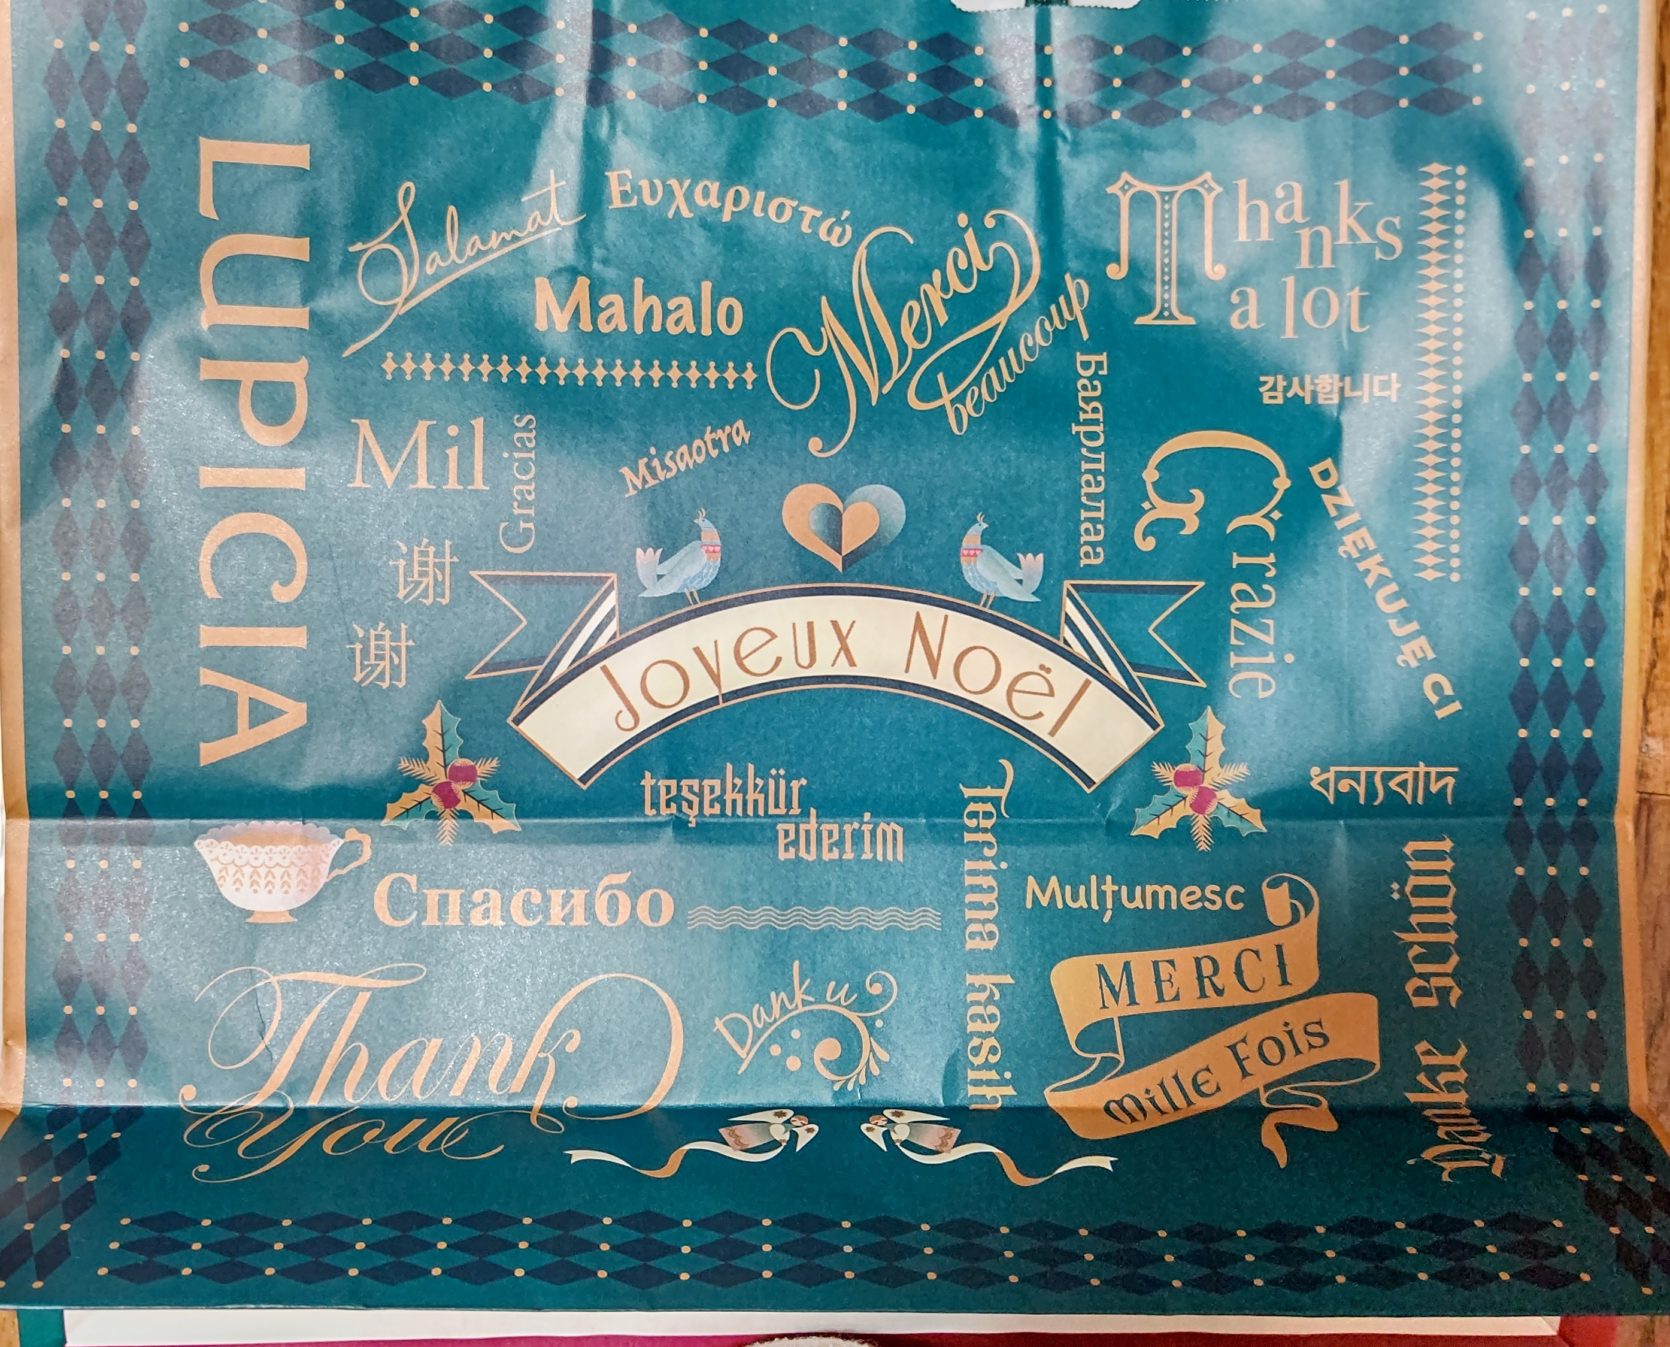 LUPICIA
Salamat
Ευχαριστώ
Mahalo
Merci
beaucoup
Thanks
a lot
Баярлалаа
감사합니다
Mil
Gracias
Misaotra
Grazie
DZIĘKUJĘ CI
谢
谢
Joyeux Noël
teşekkür
ederim
Terima kasih
ধন্যবাদ
Спасибо
Mulțumesc
Danke schön
MERCI
Mille Fois
Thank
You
Dank u